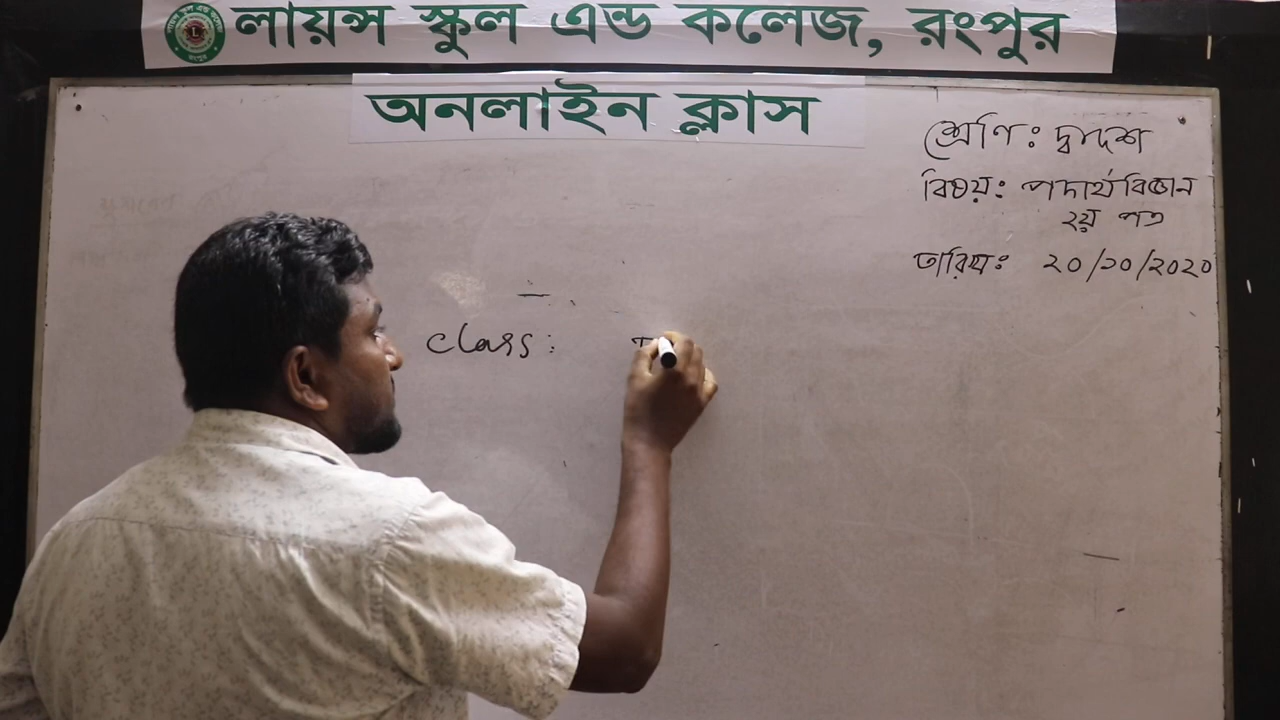 লায়ন্স স্কুল এন্ড কলেজ, রংপুর
অনলাইন ক্লাস
শ্রেণি: দ্বাদশ
বিষয়: পদার্থবিজ্ঞান
২য় পত্র
তারিখ: ২০/১০/২০২০
class: